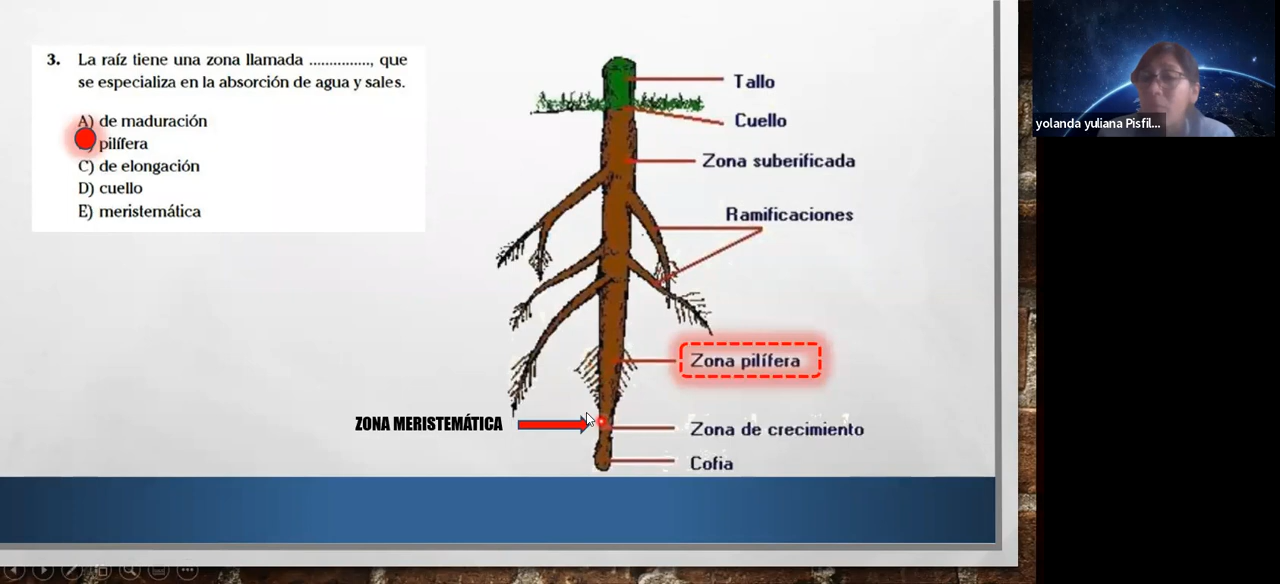 3. La raíz tiene una zona llamada ..............., que
se especializa en la absorción de agua y sales.
A) de maduración
pilífera
C) de elongación
D) cuello
E) meristemática
Tallo
Cuello
Zona suberificada
Ramificaciones
Zona pilífera
ZONA MERISTEMÁTICA
Zona de crecimiento
Cofia
yolanda yuliana Pisfil...